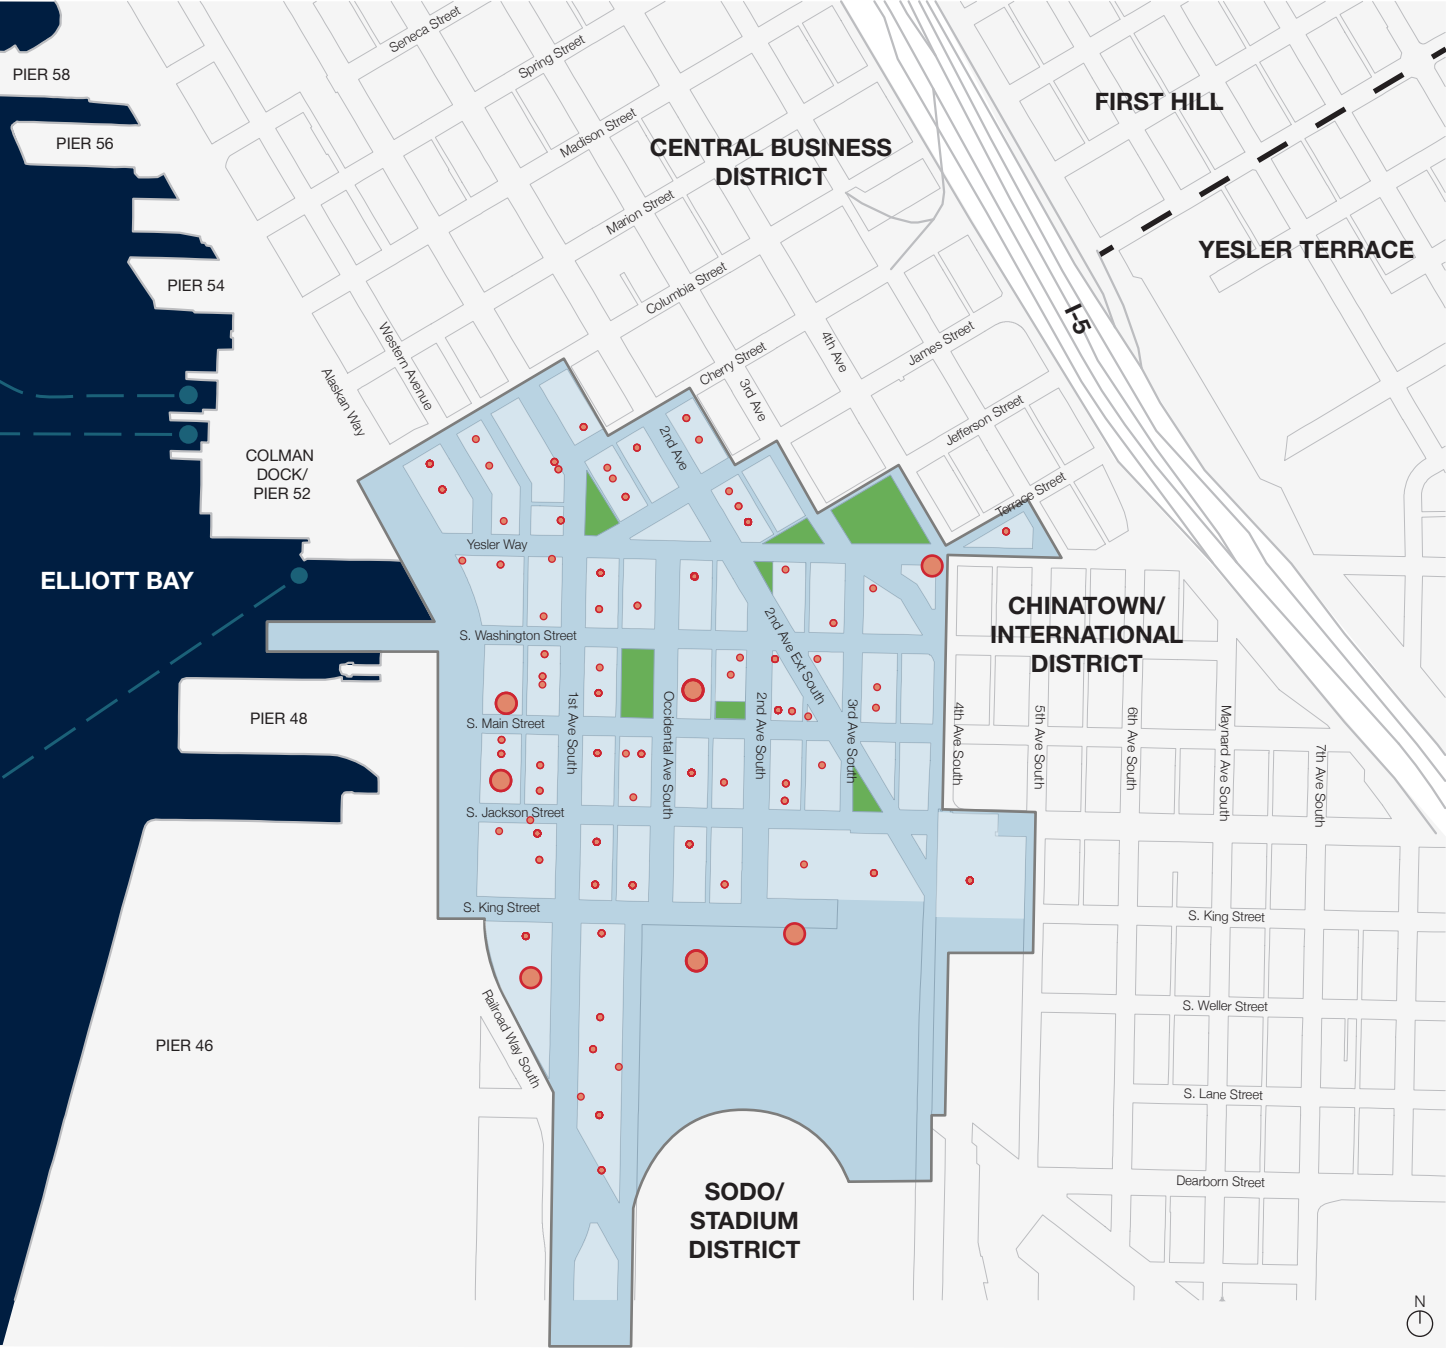 Seneca Street
Spring Street
PIER 58
FIRST HILL
PIER 56
Madison Street
CENTRAL BUSINESS
DISTRICT
Marion Street
YESLER TERRACE
PIER 54
Columbia Street
I-5
Western Avenue
Alaskan Way
Cherry Street
3rd Ave
4th Ave
James Street
Jefferson Street
2nd Ave
COLMAN
DOCK/
PIER 52
Terrace Street
Yesler Way
ELLIOTT BAY
CHINATOWN/
INTERNATIONAL
DISTRICT
S. Washington Street
2nd Ave Ext South
PIER 48
S. Main Street
1st Ave South
Occidental Ave South
2nd Ave South
3rd Ave South
4th Ave South
5th Ave South
6th Ave South
Maynard Ave South
7th Ave South
S. Jackson Street
S. King Street
S. King Street
Railroad Way South
S. Weller Street
PIER 46
S. Lane Street
Dearborn Street
SODO/
STADIUM
DISTRICT
N